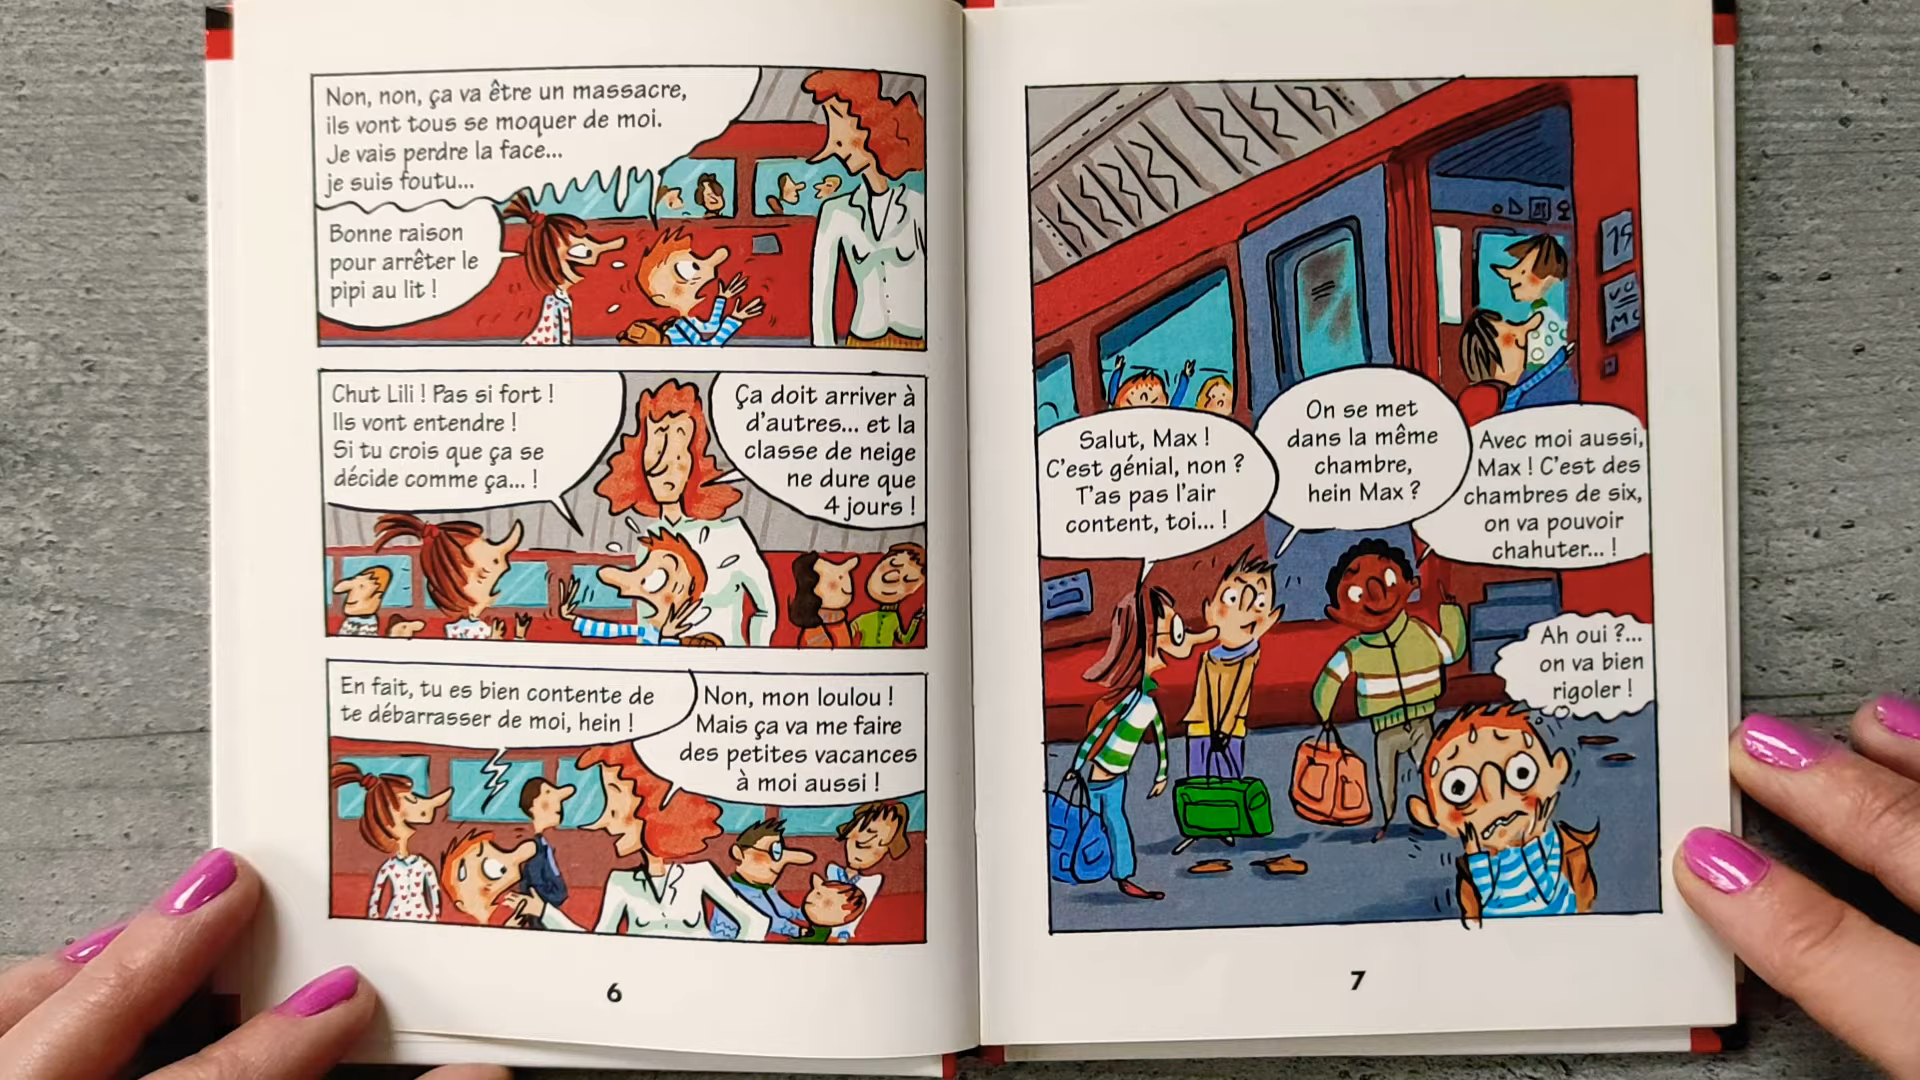 Non, non, ça va être un massacre,
ils vont tous se moquer de moi.
Je vais perdre la face...
je suis foutu...
Bonne raison
pour arrêter le
pipi au lit !
Chut Lili ! Pas si fort !
Ils vont entendre !
Si tu crois que ça se
décide comme ça... !
Ça doit arriver à
d'autres... et la
classe de neige
ne dure que
4 jours !
En fait, tu es bien contente de
te débarrasser de moi, hein !
Non, mon loulou !
Mais ça va me faire
des petites vacances
à moi aussi !
6
Salut, Max !
C'est génial, non ?
T'as pas l'air
content, toi... !
On se met
dans la même
chambre,
hein Max ?
Avec moi aussi,
Max ! C'est des
chambres de six,
on va pouvoir
chahuter... !
Ah oui ?...
on va bien
rigoler !
7